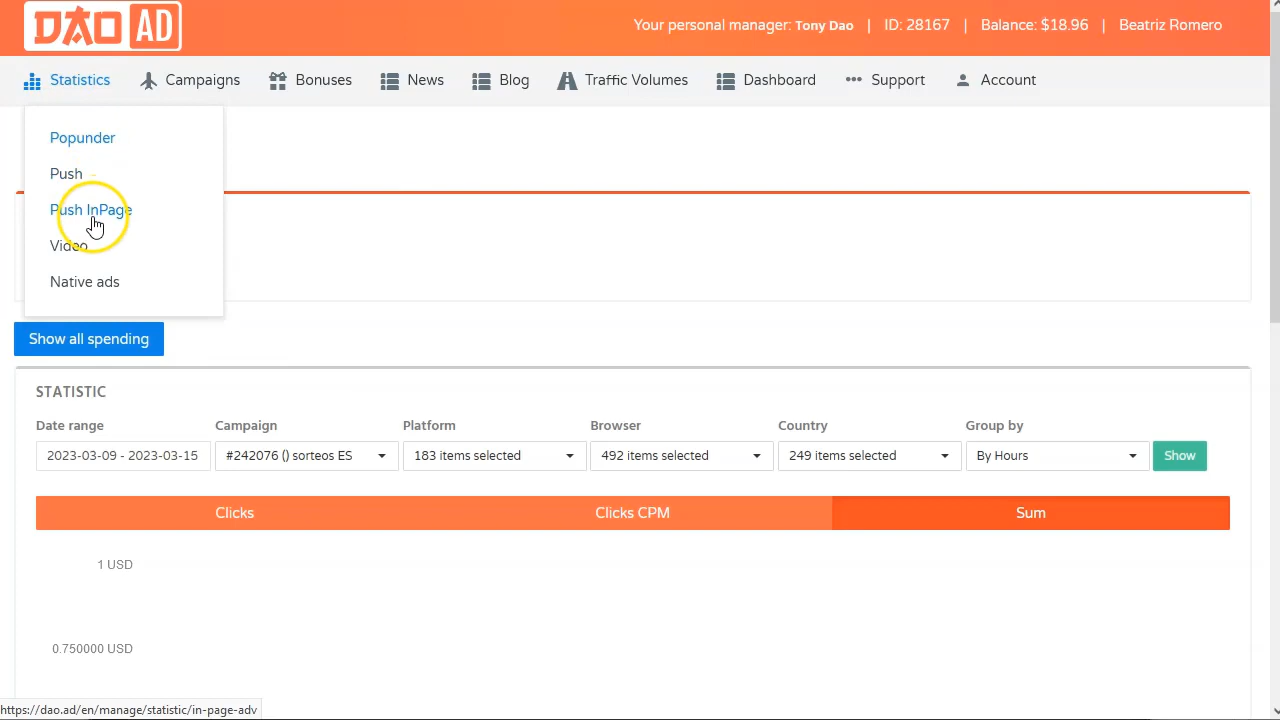 DAO AD
Your personal manager: Tony Dao | ID: 28167 | Balance: $18.96 | Beatriz Romero
Statistics Campaigns Bonuses News Blog Traffic Volumes Dashboard Support Account
Popunder
Push
Push InPage
Video
Native ads
Show all spending
STATISTIC
Date range Campaign Platform Browser Country Group by
2023-03-09 - 2023-03-15 #242076 () sorteos ES 183 items selected 492 items selected 249 items selected By Hours Show
Clicks Clicks CPM Sum
1 USD
0.750000 USD
https://dao.ad/en/manage/statistic/in-page-adv